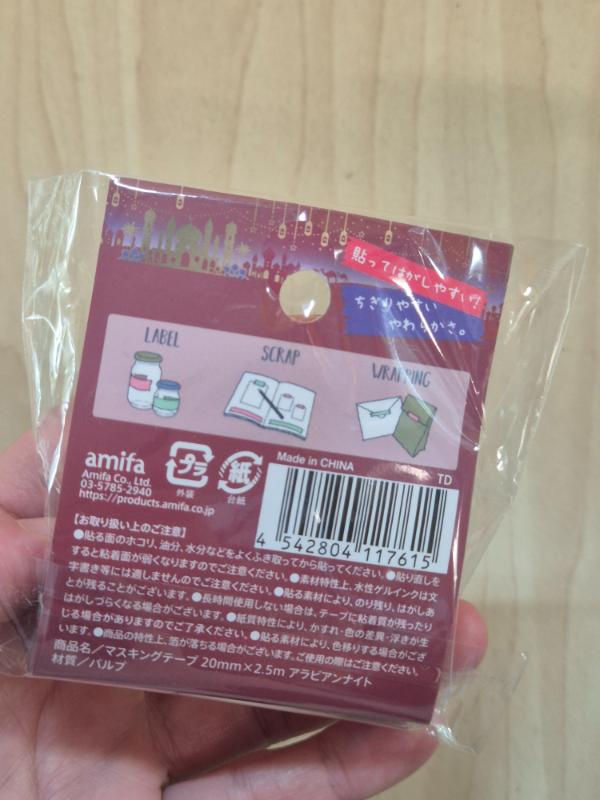 貼ってはがしやすい!
ちぎりやすい
やわらかさ。
LABEL
SCRAP
WRAPPING
amifa
Amifa Co., Ltd.
03-5785-2940
https://products.amifa.co.jp
プラ
外装
紙
台紙
Made in CHINA
TD
4 542804 117615
【お取り扱い上のご注意】
●貼る面のホコリ、油分、水分などをよくふき取ってから貼ってください。●貼り直しを
すると粘着面が弱くなりますのでご注意ください。●素材特性上、水性ゲルインクは文
字書き等には適しませんのでご注意ください。●貼る素材により、のり残り、はがしあ
とが残ることがございます。●長時間使用しない場合は、テープに粘着質が残ったり
はがしづらくなる場合がございます。●紙質特性により、かすれ・色の差異・浮きが生
じる場合がありますのでご了承ください。●貼る素材により、色移りする場合がござ
います。●商品の特性上、箔が落ちる場合がございます。ご使用の際はご注意ください。
商品名/マスキングテープ 20mm×2.5m アラビアンナイト
材質/パルプ